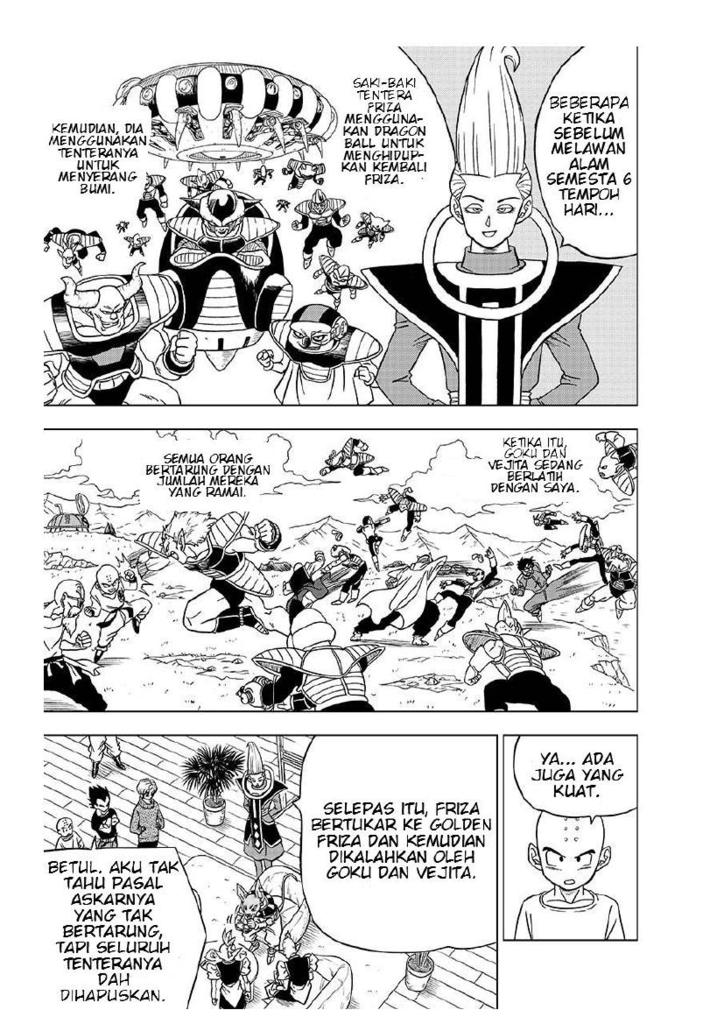 BEBERAPA
KETIKA
SEBELUM
MELAWAN
ALAM
SEMESTA 6
TEMPOH
HARI...
SAKI-BAKI
TENTERA
FRIZA
MENGGUNA-
KAN DRAGON
BALL UNTUK
MENGHIDUP-
KAN KEMBALI
FRIZA.
KEMUDIAN, DIA
MENGGUNAKAN
TENTERANYA
UNTUK
MENYERANG
BUMI.
KETIKA ITU,
GOKU DAN
VEJITA SEDANG
BERLATIH
DENGAN SAYA.
SEMUA ORANG
BERTARUNG DENGAN
JUMLAH MEREKA
YANG RAMAI.
YA... ADA
JUGA YANG
KUAT.
SELEPAS ITU, FRIZA
BERTUKAR KE GOLDEN
FRIZA DAN KEMUDIAN
DIKALAHKAN OLEH
GOKU DAN VEJITA.
BETUL. AKU TAK
TAHU PASAL
ASKARNYA
YANG TAK
BERTARUNG,
TAPI SELURUH
TENTERANYA
DAH
DIHAPUSKAN.